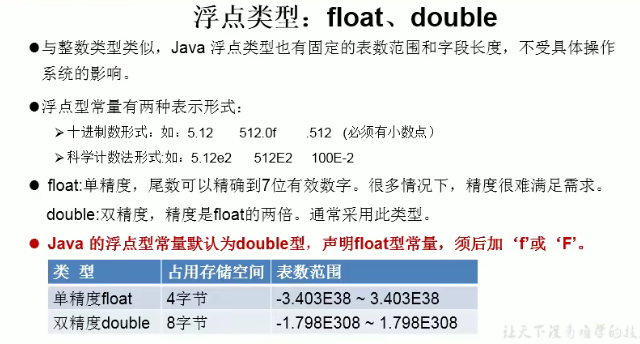 浮点类型：float、double
●与整数类型类似，Java 浮点类型也有固定的表数范围和字段长度，不受具体操作
系统的影响。
●浮点型常量有两种表示形式：
➢十进制数形式：如：5.12 512.0f .512 (必须有小数点）
➢科学计数法形式:如：5.12e2 512E2 100E-2
● float:单精度，尾数可以精确到7位有效数字。很多情况下，精度很难满足需求。
double:双精度，精度是float的两倍。通常采用此类型。
● Java 的浮点型常量默认为double型，声明float型常量，须后加‘f’或‘F’。
类 型 占用存储空间 表数范围
单精度float 4字节 -3.403E38 ~ 3.403E38
双精度double 8字节 -1.798E308 ~ 1.798E308
让天下没有难学的技